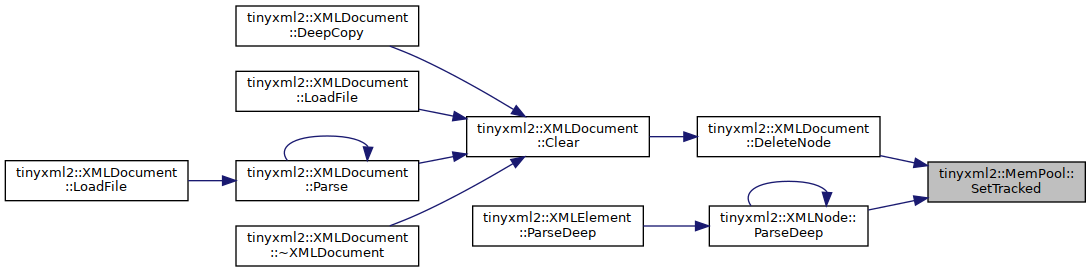 tinyxml2::XMLDocument
::DeepCopy
tinyxml2::XMLDocument
::LoadFile
tinyxml2::XMLDocument
::Clear
tinyxml2::XMLDocument
::DeleteNode
tinyxml2::XMLDocument
::LoadFile
tinyxml2::XMLDocument
::Parse
tinyxml2::MemPool::
SetTracked
tinyxml2::XMLElement
::ParseDeep
tinyxml2::XMLNode::
ParseDeep
tinyxml2::XMLDocument
::~XMLDocument